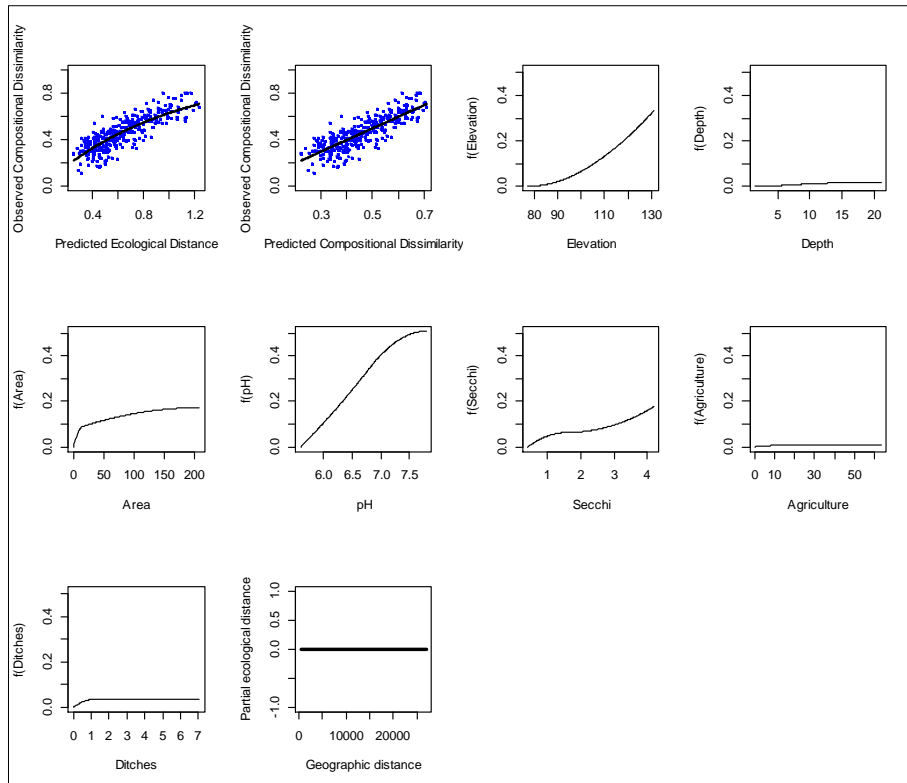 Observed Compositional Dissimilarity
0.0 0.4 0.8
0.4 0.8 1.2
Predicted Ecological Distance
Observed Compositional Dissimilarity
0.0 0.4 0.8
0.3 0.5 0.7
Predicted Compositional Dissimilarity
f(Elevation)
0.0 0.2 0.4
80 90 110 130
Elevation
f(Depth)
0.0 0.2 0.4
5 10 15 20
Depth
f(Area)
0.0 0.2 0.4
0 50 100 150 200
Area
f(pH)
0.0 0.2 0.4
6.0 6.5 7.0 7.5
pH
f(Secchi)
0.0 0.2 0.4
1 2 3 4
Secchi
f(Agriculture)
0.0 0.2 0.4
0 10 30 50
Agriculture
f(Ditches)
0.0 0.2 0.4
0 1 2 3 4 5 6 7
Ditches
Partial ecological distance
-1.0 0.0 0.5 1.0
0 10000 20000
Geographic distance